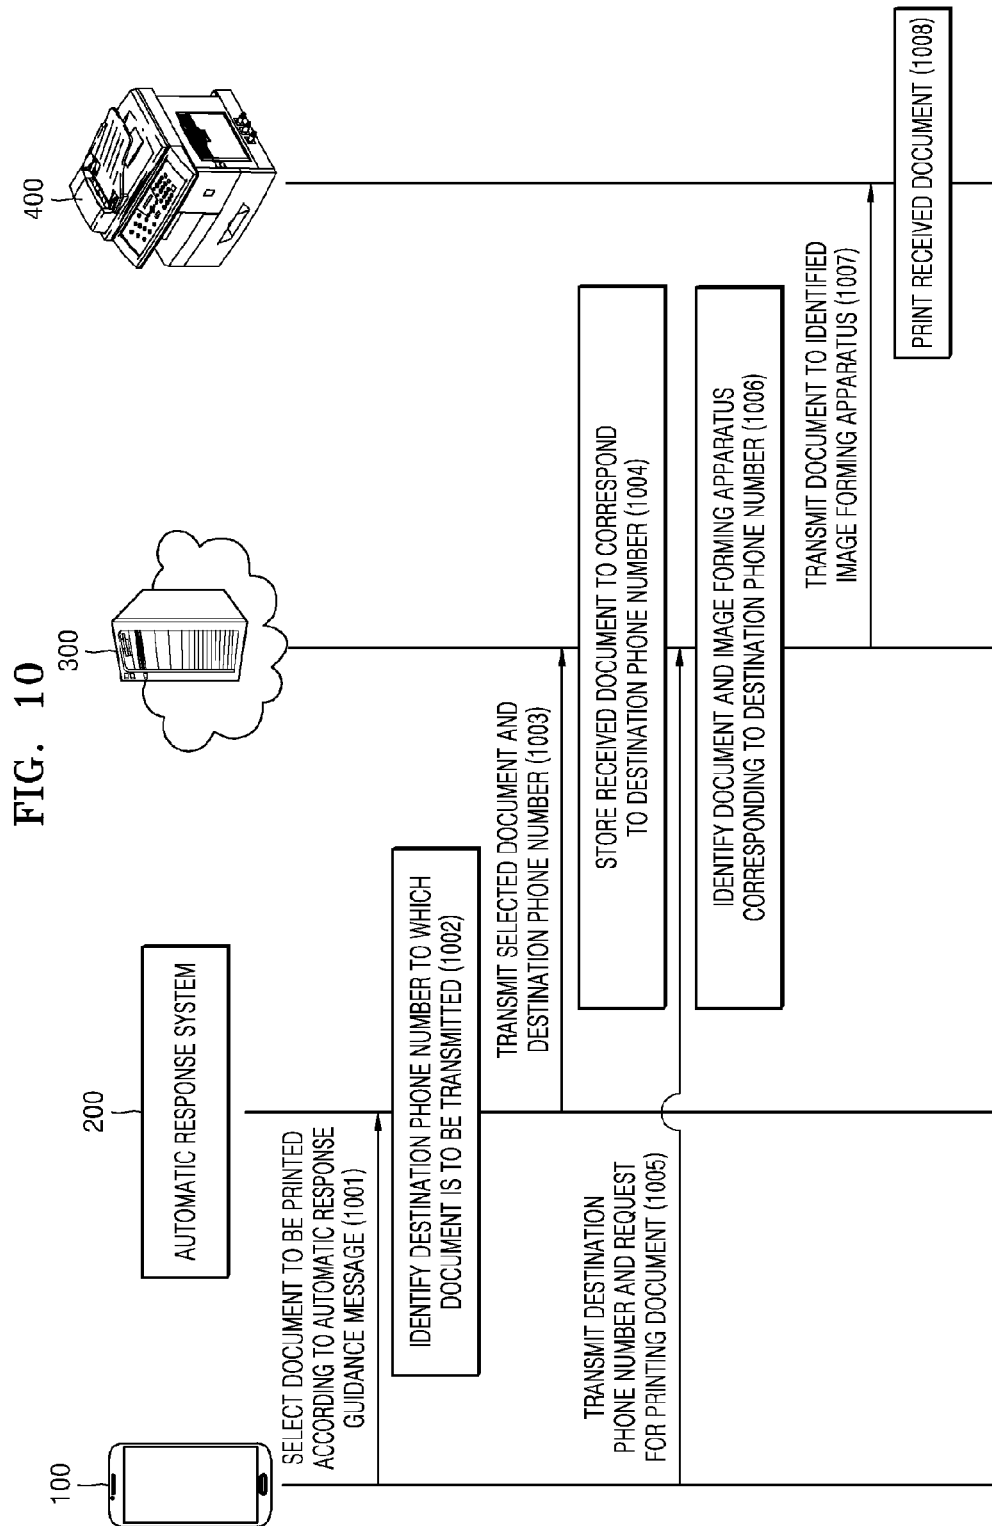 FIG. 10
100
200
300
400
AUTOMATIC RESPONSE SYSTEM
SELECT DOCUMENT TO BE PRINTED
ACCORDING TO AUTOMATIC RESPONSE
GUIDANCE MESSAGE (1001)
IDENTIFY DESTINATION PHONE NUMBER TO WHICH
DOCUMENT IS TO BE TRANSMITTED (1002)
TRANSMIT SELECTED DOCUMENT AND
DESTINATION PHONE NUMBER (1003)
STORE RECEIVED DOCUMENT TO CORRESPOND
TO DESTINATION PHONE NUMBER (1004)
TRANSMIT DESTINATION
PHONE NUMBER AND REQUEST
FOR PRINTING DOCUMENT (1005)
IDENTIFY DOCUMENT AND IMAGE FORMING APPARATUS
CORRESPONDING TO DESTINATION PHONE NUMBER (1006)
TRANSMIT DOCUMENT TO IDENTIFIED
IMAGE FORMING APPARATUS (1007)
PRINT RECEIVED DOCUMENT (1008)